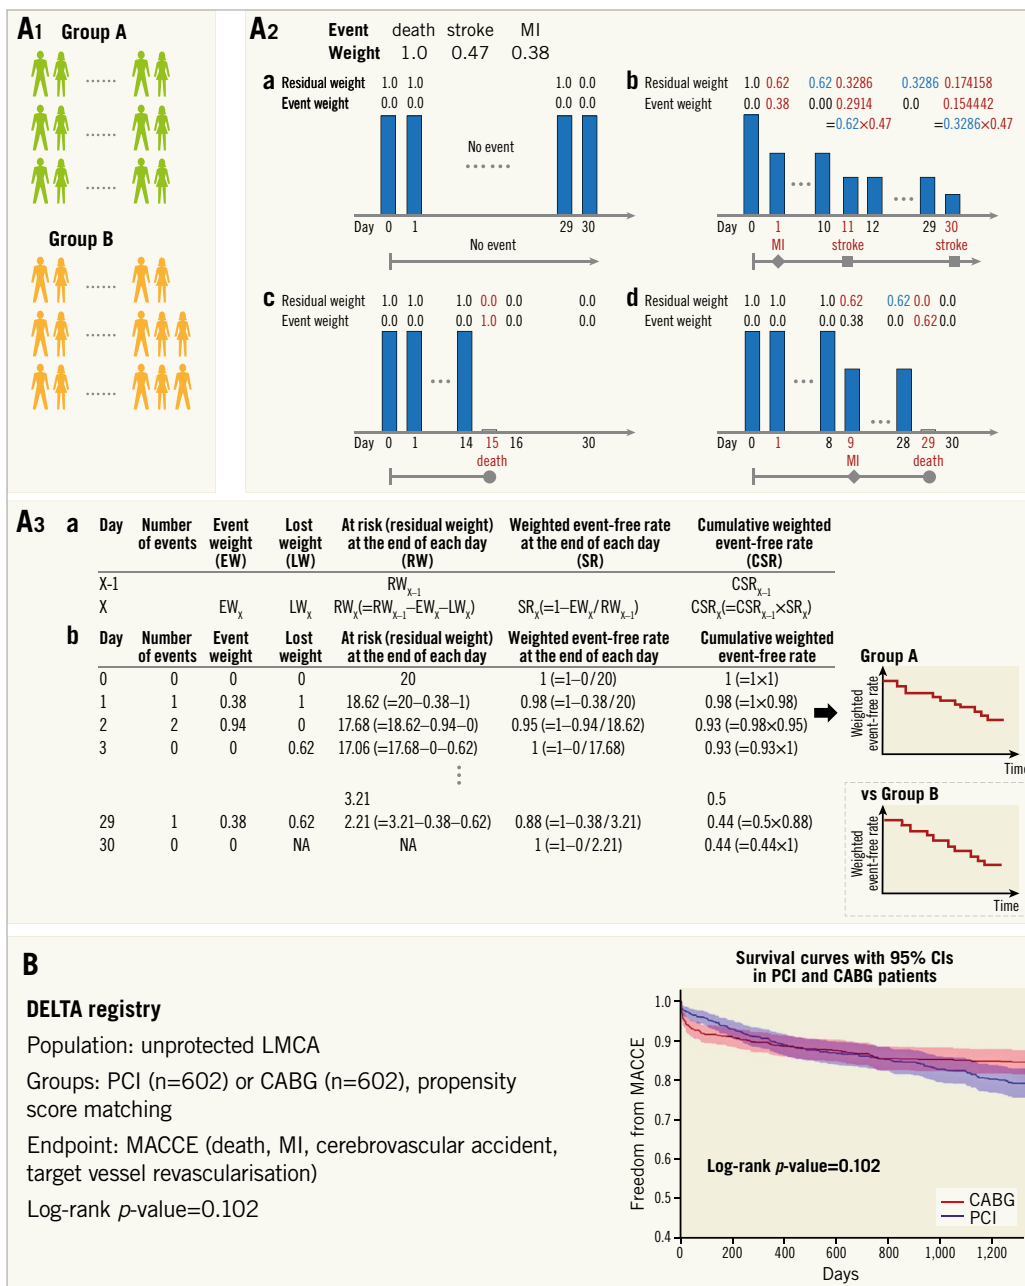 A1
Group A
......
......
......
Group B
......
......
......
A2
Event death stroke MI
Weight 1.0 0.47 0.38
a Residual weight 1.0 1.0 1.0 0.0
Event weight 0.0 0.0 0.0 0.0
No event
......
Day 0 1 29 30
No event
b Residual weight 1.0 0.62 0.62 0.3286 0.3286 0.174158
Event weight 0.0 0.38 0.00 0.2914 0.0 0.154442
=0.62×0.47 =0.3286×0.47
... ...
Day 0 1 10 11 12 29 30
MI stroke stroke
c Residual weight 1.0 1.0 1.0 0.0 0.0 0.0
Event weight 0.0 0.0 0.0 1.0 0.0 0.0
...
Day 0 1 14 15 16 30
death
d Residual weight 1.0 1.0 1.0 0.62 0.62 0.0 0.0
Event weight 0.0 0.0 0.0 0.38 0.0 0.62 0.0
... ...
Day 0 1 8 9 28 29 30
MI death
A3
a Day Number of events Event weight (EW) Lost weight (LW) At risk (residual weight) at the end of each day (RW) Weighted event-free rate at the end of each day (SR) Cumulative weighted event-free rate (CSR)
X-1 RWX–1 CSRX–1
X EWX LWX RWX(=RWX–1–EWX–LWX) SRX(=1–EWX/RWX–1) CSRX(=CSRX–1×SRX)
b Day Number of events Event weight Lost weight At risk (residual weight) at the end of each day Weighted event-free rate at the end of each day Cumulative weighted event-free rate
0 0 0 0 20 1 (=1–0/20) 1 (=1×1)
1 1 0.38 1 18.62 (=20–0.38–1) 0.98 (=1–0.38/20) 0.98 (=1×0.98)
2 2 0.94 0 17.68 (=18.62–0.94–0) 0.95 (=1–0.94/18.62) 0.93 (=0.98×0.95)
3 0 0 0.62 17.06 (=17.68–0–0.62) 1 (=1–0/17.68) 0.93 (=0.93×1)
⋮
3.21 0.5
29 1 0.38 0.62 2.21 (=3.21–0.38–0.62) 0.88 (=1–0.38/3.21) 0.44 (=0.5×0.88)
30 0 0 NA NA 1 (=1–0/2.21) 0.44 (=0.44×1)
Group A
Weighted
event-free rate
Time
vs Group B
Weighted
event-free rate
Time
B
DELTA registry
Population: unprotected LMCA
Groups: PCI (n=602) or CABG (n=602), propensity
score matching
Endpoint: MACCE (death, MI, cerebrovascular accident,
target vessel revascularisation)
Log-rank p-value=0.102
Survival curves with 95% CIs
in PCI and CABG patients
Freedom from MACCE
1.0
0.9
0.8
0.7
0.6
0.5
0.4
Log-rank p-value=0.102
CABG
PCI
0 200 400 600 800 1,000 1,200
Days